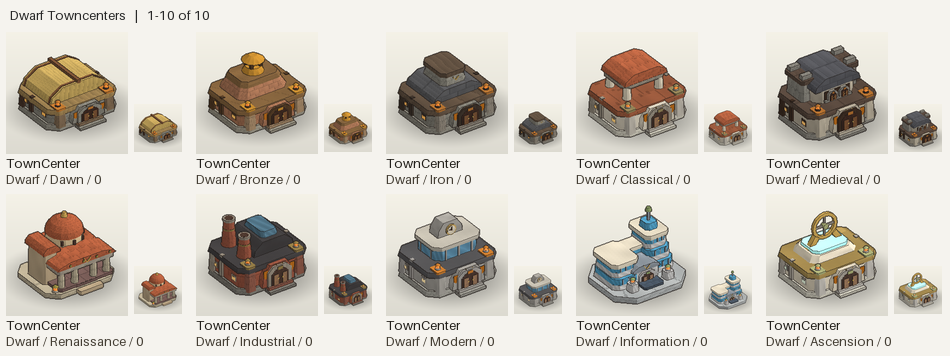 Dwarf Towncenters | 1-10 of 10
TownCenter
Dwarf / Dawn / 0
TownCenter
Dwarf / Bronze / 0
TownCenter
Dwarf / Iron / 0
TownCenter
Dwarf / Classical / 0
TownCenter
Dwarf / Medieval / 0
TownCenter
Dwarf / Renaissance / 0
TownCenter
Dwarf / Industrial / 0
TownCenter
Dwarf / Modern / 0
TownCenter
Dwarf / Information / 0
TownCenter
Dwarf / Ascension / 0